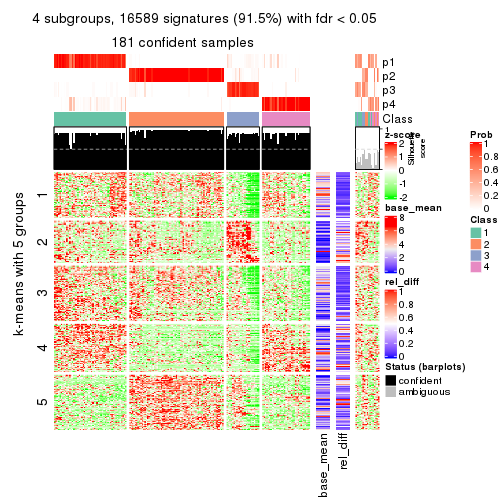 4 subgroups, 16589 signatures (91.5%) with fdr < 0.05
181 confident samples
p1
p2
p3
p4
Class
1
Silhouette
score
k-means with 5 groups
1
2
3
4
5
base_mean
rel_diff
z-score
2
1
0
-1
-2
base_mean
8
6
4
2
0
rel_diff
1
0.8
0.6
0.4
0.2
0
Status (barplots)
confident
ambiguous
Prob
1
0.8
0.6
0.4
0.2
0
Class
1
2
3
4